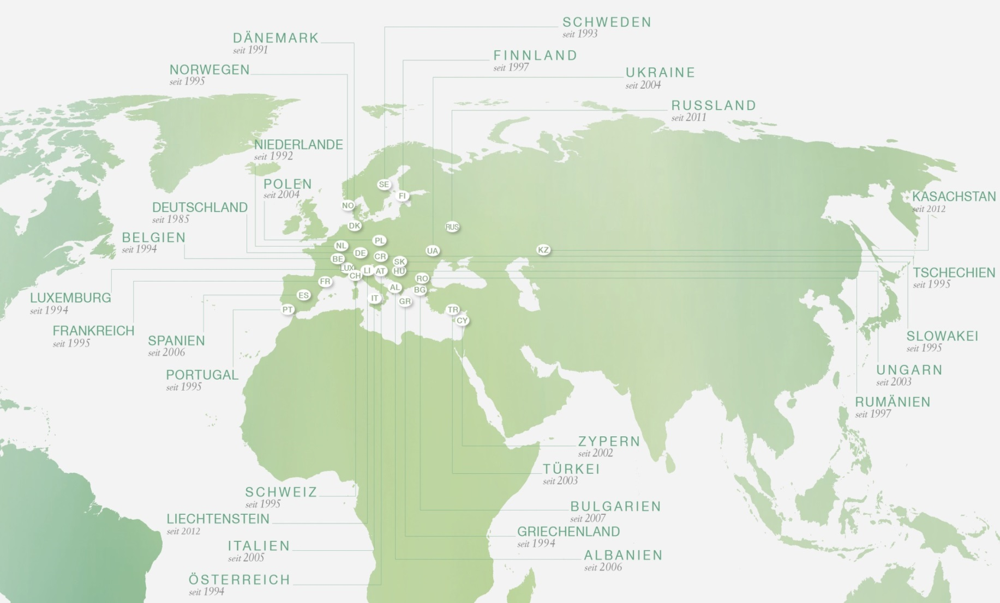 SCHWEDEN
seit 1993
DÄNEMARK
seit 1991
FINNLAND
seit 1997
NORWEGEN
seit 1995
UKRAINE
seit 2004
RUSSLAND
seit 2011
NIEDERLANDE
seit 1992
POLEN
seit 2004
KASACHSTAN
seit 2012
DEUTSCHLAND
seit 1985
BELGIEN
seit 1994
SE
FI
NO
DK
RUS
PL
NL
UA
KZ
DE
CR
BE
SK
LUX
LI
AT
HU
CH
RO
FR
AL
BG
ES
IT
GR
PT
TR
CY
TSCHECHIEN
seit 1995
LUXEMBURG
seit 1994
FRANKREICH
seit 1995
SPANIEN
seit 2006
SLOWAKEI
seit 1995
PORTUGAL
seit 1995
UNGARN
seit 2003
RUMÄNIEN
seit 1997
ZYPERN
seit 2002
TÜRKEI
seit 2003
SCHWEIZ
seit 1995
BULGARIEN
seit 2007
LIECHTENSTEIN
seit 2012
GRIECHENLAND
seit 1994
ITALIEN
seit 2005
ALBANIEN
seit 2006
ÖSTERREICH
seit 1994